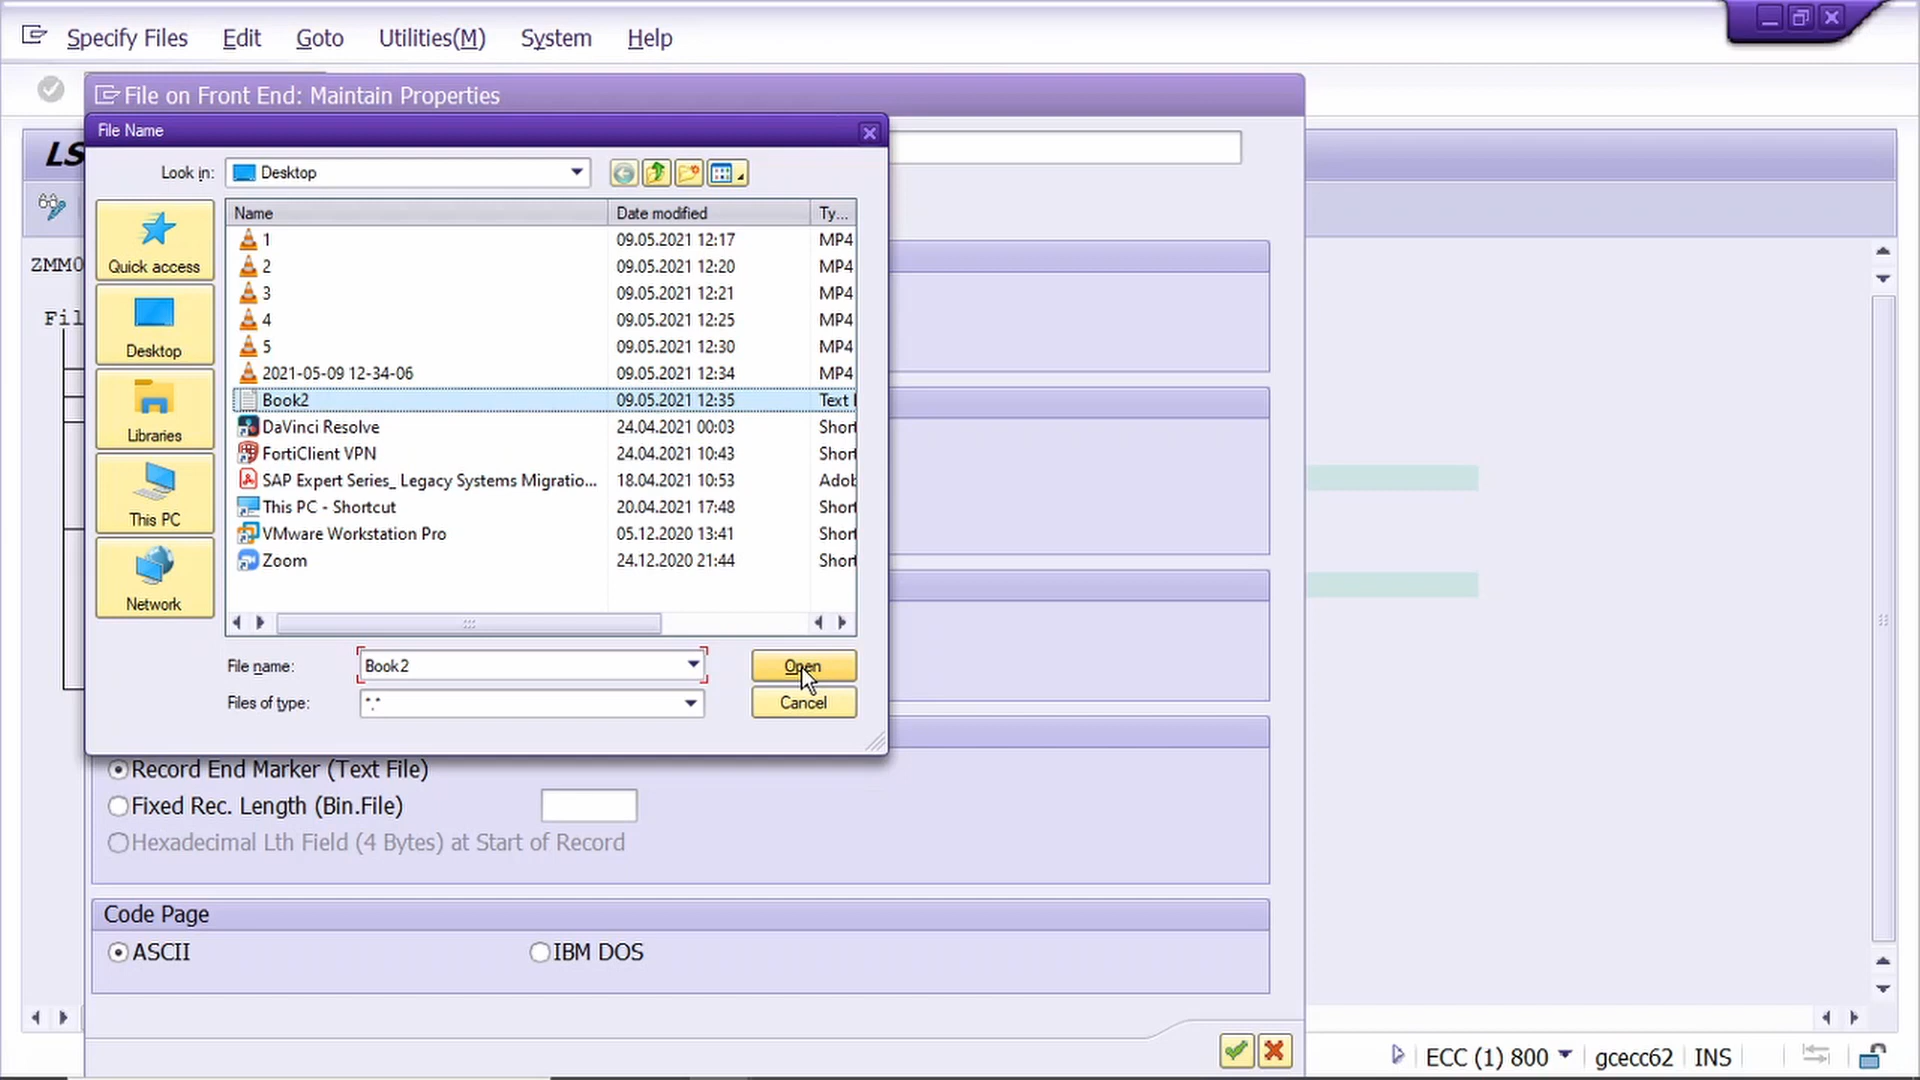 Specify Files Edit Goto Utilities(M) System Help
File on Front End: Maintain Properties
File Name
LS
Look in: Desktop
Name Date modified Ty...
1 09.05.2021 12:17 MP4
2 09.05.2021 12:20 MP4
3 09.05.2021 12:21 MP4
4 09.05.2021 12:25 MP4
5 09.05.2021 12:30 MP4
2021-05-09 12-34-06 09.05.2021 12:34 MP4
Book2 09.05.2021 12:35 Text
DaVinci Resolve 24.04.2021 00:03 Short
FortiClient VPN 24.04.2021 10:43 Short
SAP Expert Series_ Legacy Systems Migratio... 18.04.2021 10:53 Adob
This PC - Shortcut 20.04.2021 17:48 Short
VMware Workstation Pro 05.12.2020 13:41 Short
Zoom 24.12.2020 21:44 Short
Quick access
Desktop
Libraries
This PC
Network
ZMM0
Fil
File name: Book2 Open
Files of type: *.* Cancel
Record End Marker (Text File)
Fixed Rec. Length (Bin.File)
Hexadecimal Lth Field (4 Bytes) at Start of Record
Code Page
ASCII IBM DOS
ECC (1) 800 gcecc62 INS